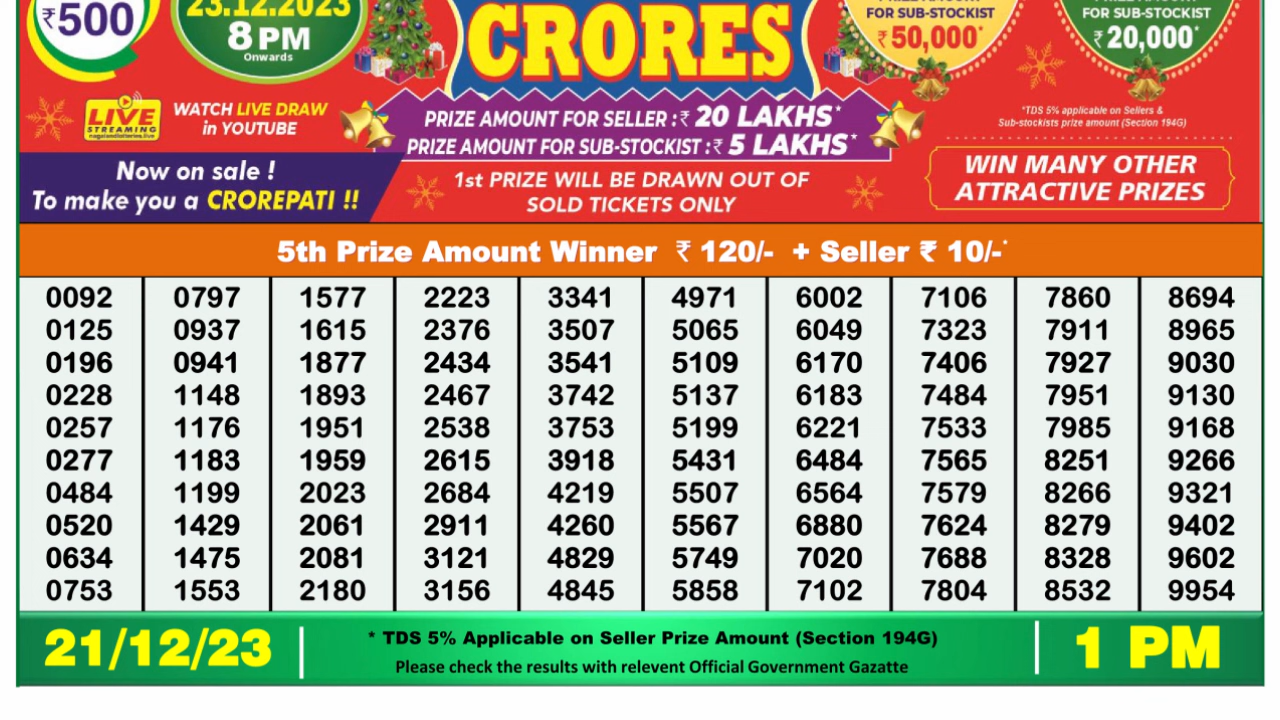 ₹500
23.12.2023
8 PM
Onwards
CRORES
FOR SUB-STOCKIST
₹ 50,000*
FOR SUB-STOCKIST
₹ 20,000*
LIVE
STREAMING
nagalandlotteries.live
WATCH LIVE DRAW
in YOUTUBE
PRIZE AMOUNT FOR SELLER :₹ 20 LAKHS*
PRIZE AMOUNT FOR SUB-STOCKIST :₹ 5 LAKHS*
*TDS 5% applicable on Sellers &
Sub-stockists prize amount (Section 194G)
Now on sale !
To make you a CROREPATI !!
1st PRIZE WILL BE DRAWN OUT OF
SOLD TICKETS ONLY
WIN MANY OTHER
ATTRACTIVE PRIZES
5th Prize Amount Winner ₹ 120/- + Seller ₹ 10/-*
0092 0797 1577 2223 3341 4971 6002 7106 7860 8694
0125 0937 1615 2376 3507 5065 6049 7323 7911 8965
0196 0941 1877 2434 3541 5109 6170 7406 7927 9030
0228 1148 1893 2467 3742 5137 6183 7484 7951 9130
0257 1176 1951 2538 3753 5199 6221 7533 7985 9168
0277 1183 1959 2615 3918 5431 6484 7565 8251 9266
0484 1199 2023 2684 4219 5507 6564 7579 8266 9321
0520 1429 2061 2911 4260 5567 6880 7624 8279 9402
0634 1475 2081 3121 4829 5749 7020 7688 8328 9602
0753 1553 2180 3156 4845 5858 7102 7804 8532 9954
21/12/23
* TDS 5% Applicable on Seller Prize Amount (Section 194G)
Please check the results with relevent Official Government Gazatte
1 PM